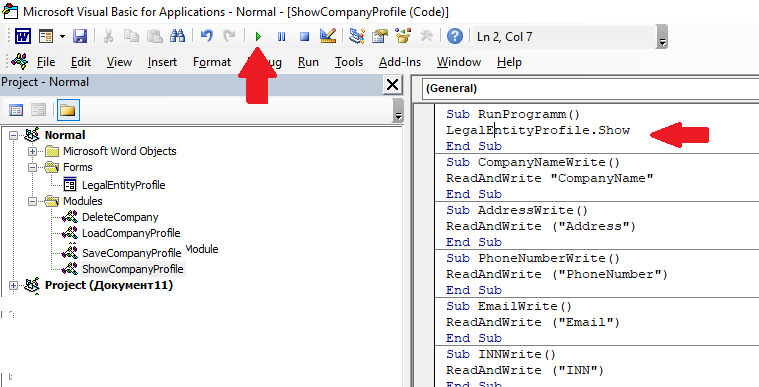 Microsoft Visual Basic for Applications - Normal - [ShowCompanyProfile (Code)]
Ln 2, Col 7
File Edit View Insert Format Debug Run Tools Add-Ins Window Help
Project - Normal
Normal
Microsoft Word Objects
Forms
LegalEntityProfile
Modules
DeleteCompany
LoadCompanyProfile
SaveCompanyProfile Module
ShowCompanyProfile
Project (Документ11)
(General)
Sub RunProgramm()
LegalEntityProfile.Show
End Sub
Sub CompanyNameWrite()
ReadAndWrite "CompanyName"
End Sub
Sub AddressWrite()
ReadAndWrite ("Address")
End Sub
Sub PhoneNumberWrite()
ReadAndWrite ("PhoneNumber")
End Sub
Sub EmailWrite()
ReadAndWrite ("Email")
End Sub
Sub INNWrite()
ReadAndWrite ("INN")
End Sub